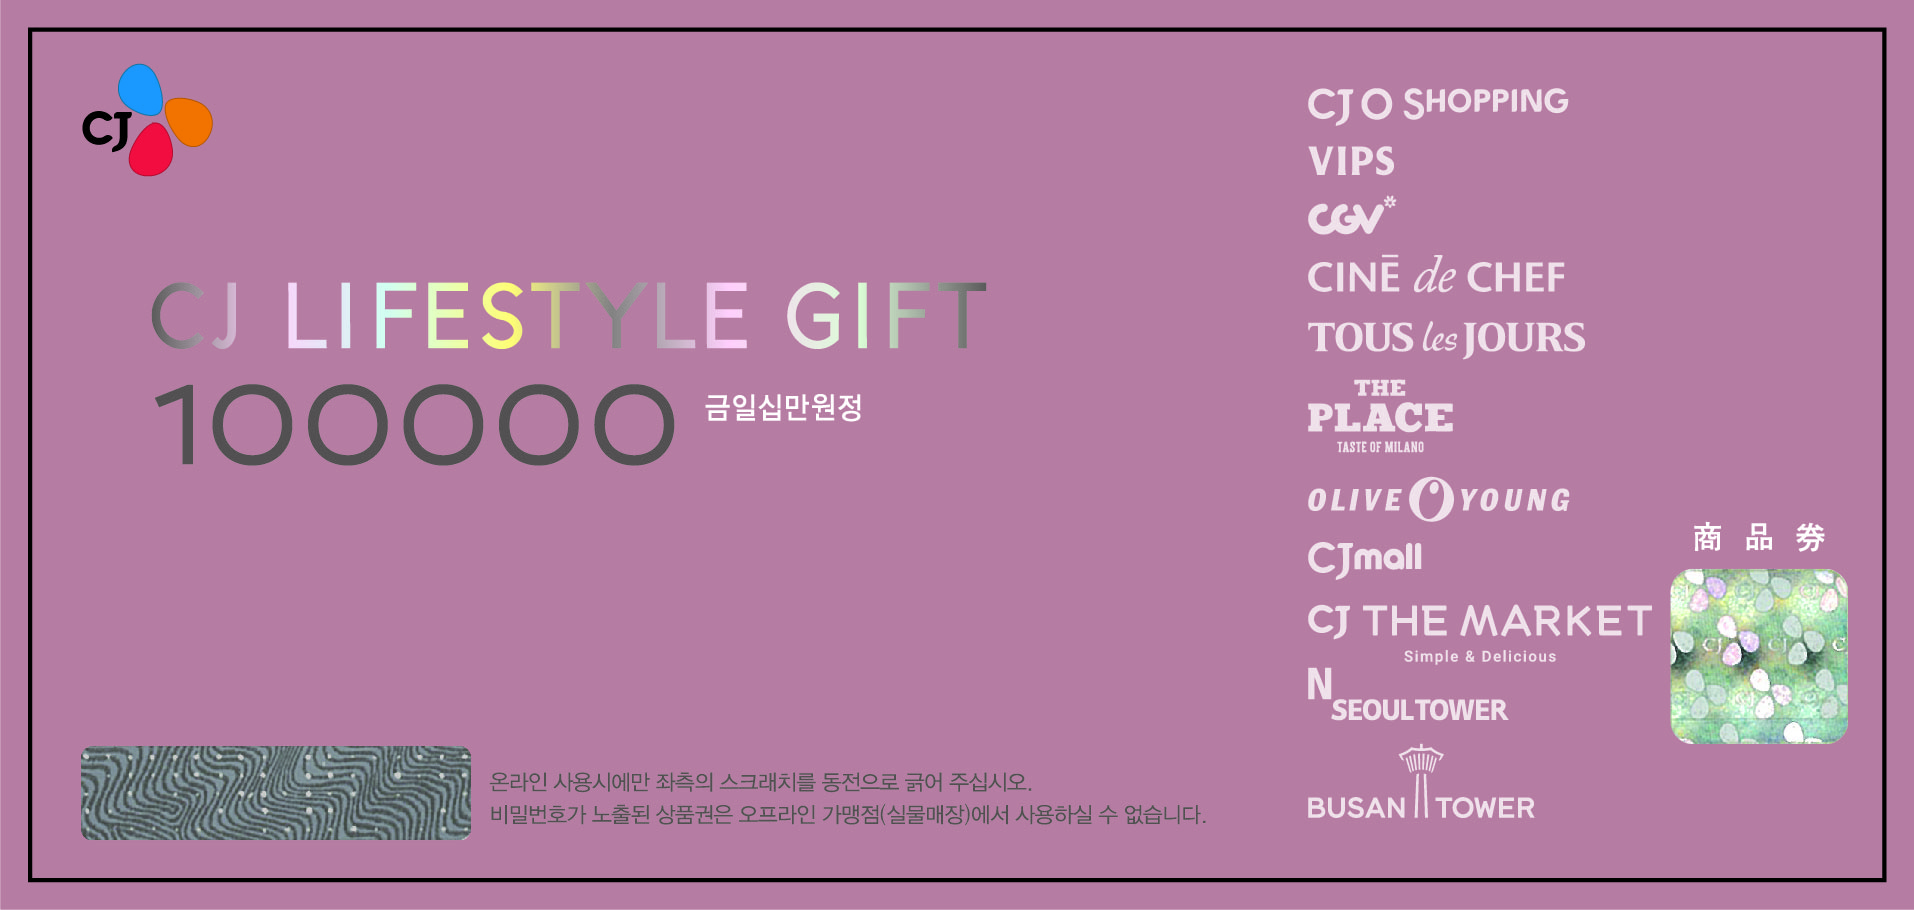 CJ
CJ LIFESTYLE GIFT
100000 금일십만원정
온라인 사용시에만 좌측의 스크래치를 동전으로 긁어 주십시오.
비밀번호가 노출된 상품권은 오프라인 가맹점(실물매장)에서 사용하실 수 없습니다.
CJ O SHOPPING
VIPS
CGV
CINĒ de CHEF
TOUS les JOURS
THE
PLACE
TASTE OF MILANO
OLIVE O YOUNG
CJmall
CJ THE MARKET
Simple & Delicious
N
SEOULTOWER
BUSAN TOWER
商品券
CJ CJ C